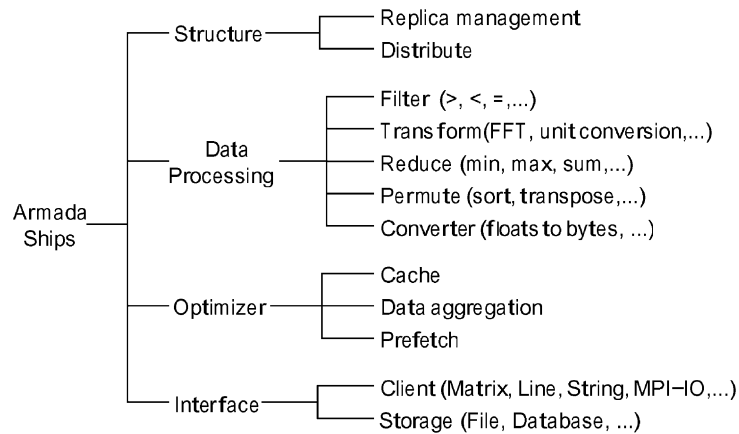 Armada
Ships
Structure
Replica management
Distribute
Data
Processing
Filter (>, <, =,...)
Transform(FFT, unit conversion,...)
Reduce (min, max, sum,...)
Permute (sort, transpose,...)
Converter (floats to bytes, ...)
Optimizer
Cache
Data aggregation
Prefetch
Interface
Client (Matrix, Line, String, MPI−IO,...)
Storage (File, Database, ...)